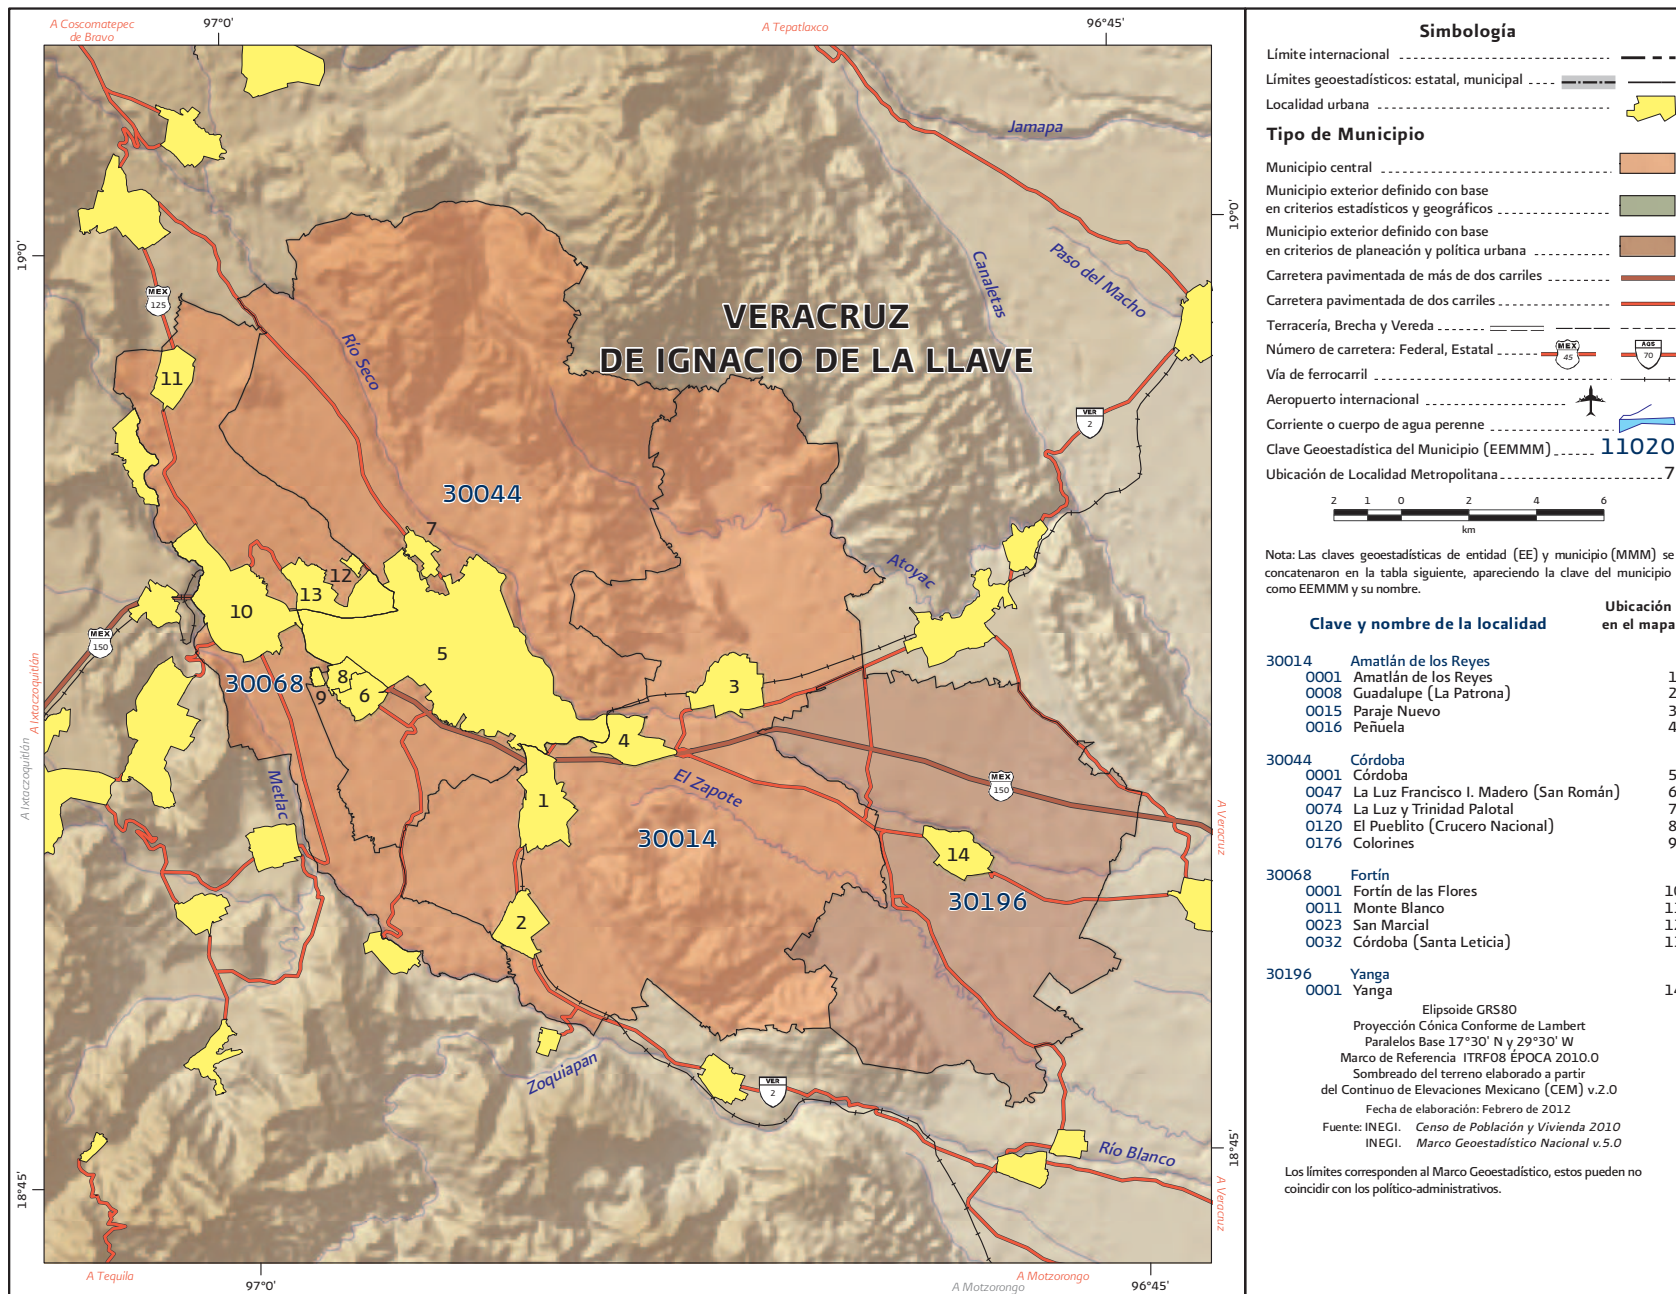 A Coscomatepec
de Bravo
97°0'
A Tepatlaxco
96°45'
19°0'
19°0'
Jamapa
Canaletas
Paso del Macho
MEX
125
Río Seco
VERACRUZ
DE IGNACIO DE LA LLAVE
11
VER
2
30044
7
Atoyac
12
13
10
5
MEX
150
A Ixtaczoquitlán
A Ixtaczoquitlán
30068
9
8
6
3
4
Metlac
El Zapote
MEX
150
1
30014
14
A Veracruz
30196
2
Zoquiapan
VER
2
Río Blanco
18°45'
18°45'
A Veracruz
A Tequila
97°0'
A Motzorongo
A Motzorongo
96°45'
Simbología
Límite internacional
Límites geoestadísticos: estatal, municipal
Localidad urbana
Tipo de Municipio
Municipio central
Municipio exterior definido con base
en criterios estadísticos y geográficos
Municipio exterior definido con base
en criterios de planeación y política urbana
Carretera pavimentada de más de dos carriles
Carretera pavimentada de dos carriles
Terracería, Brecha y Vereda
Número de carretera: Federal, Estatal MEX 45 AGS 70
Vía de ferrocarril
Aeropuerto internacional
Corriente o cuerpo de agua perenne
Clave Geoestadística del Municipio (EEMMM) 11020
Ubicación de Localidad Metropolitana 7
2 1 0 2 4 6
km
Nota: Las claves geoestadísticas de entidad (EE) y municipio (MMM) se
concatenaron en la tabla siguiente, apareciendo la clave del municipio
como EEMMM y su nombre.
Clave y nombre de la localidad
Ubicación
en el mapa
30014 Amatlán de los Reyes
0001 Amatlán de los Reyes 1
0008 Guadalupe (La Patrona) 2
0015 Paraje Nuevo 3
0016 Peñuela 4
30044 Córdoba
0001 Córdoba 5
0047 La Luz Francisco I. Madero (San Román) 6
0074 La Luz y Trinidad Palotal 7
0120 El Pueblito (Crucero Nacional) 8
0176 Colorines 9
30068 Fortín
0001 Fortín de las Flores 10
0011 Monte Blanco 11
0023 San Marcial 12
0032 Córdoba (Santa Leticia) 13
30196 Yanga
0001 Yanga 14
Elipsoide GRS80
Proyección Cónica Conforme de Lambert
Paralelos Base 17°30' N y 29°30' W
Marco de Referencia ITRF08 ÉPOCA 2010.0
Sombreado del terreno elaborado a partir
del Continuo de Elevaciones Mexicano (CEM) v.2.0
Fecha de elaboración: Febrero de 2012
Fuente: INEGI. Censo de Población y Vivienda 2010
INEGI. Marco Geoestadístico Nacional v.5.0
Los límites corresponden al Marco Geoestadístico, estos pueden no
coincidir con los político-administrativos.